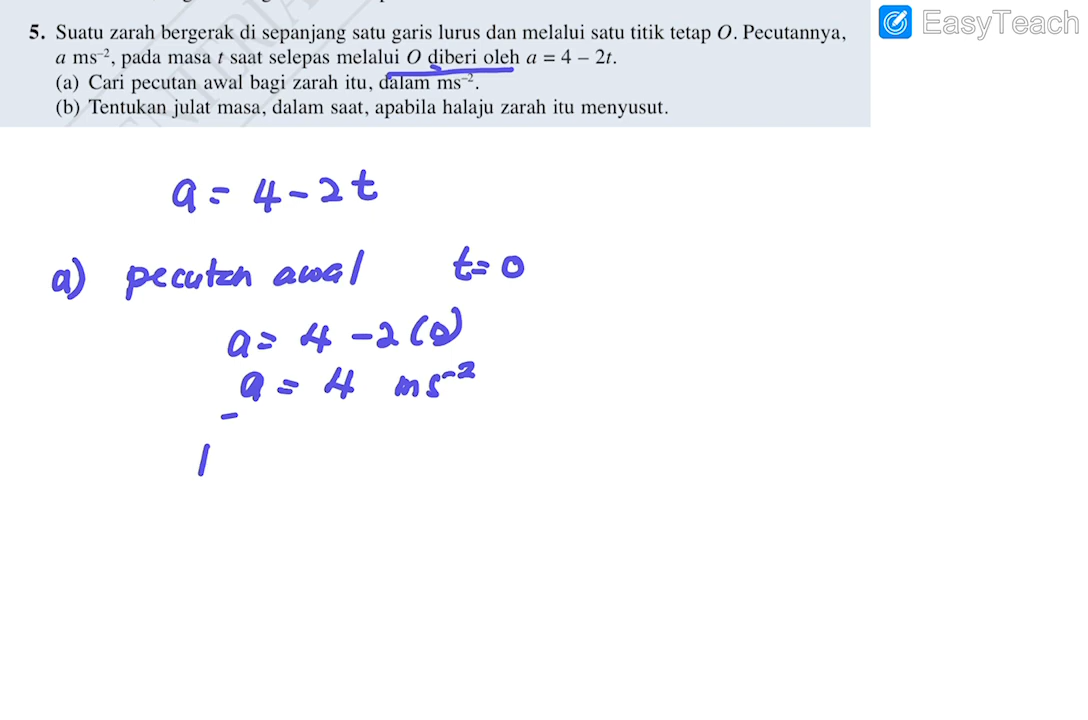 5. Suatu zarah bergerak di sepanjang satu garis lurus dan melalui satu titik tetap O. Pecutannya,
a ms⁻², pada masa t saat selepas melalui O diberi oleh a = 4 – 2t.
(a) Cari pecutan awal bagi zarah itu, dalam ms⁻².
(b) Tentukan julat masa, dalam saat, apabila halaju zarah itu menyusut.
EasyTeach
a = 4 - 2t
a) pecutan awal t = 0
a = 4 - 2(0)
a = 4 ms⁻²